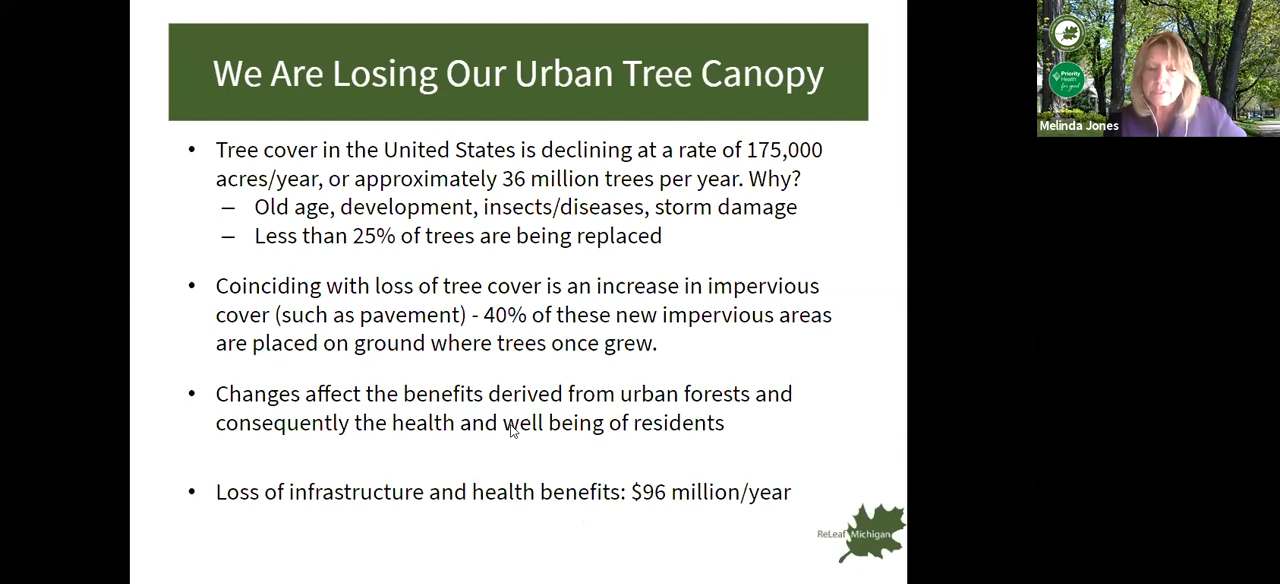 We Are Losing Our Urban Tree Canopy
• Tree cover in the United States is declining at a rate of 175,000
acres/year, or approximately 36 million trees per year. Why?
– Old age, development, insects/diseases, storm damage
– Less than 25% of trees are being replaced
• Coinciding with loss of tree cover is an increase in impervious
cover (such as pavement) - 40% of these new impervious areas
are placed on ground where trees once grew.
• Changes affect the benefits derived from urban forests and
consequently the health and well being of residents
• Loss of infrastructure and health benefits: $96 million/year
ReLeaf Michigan
Priority
Health
for good
Melinda Jones